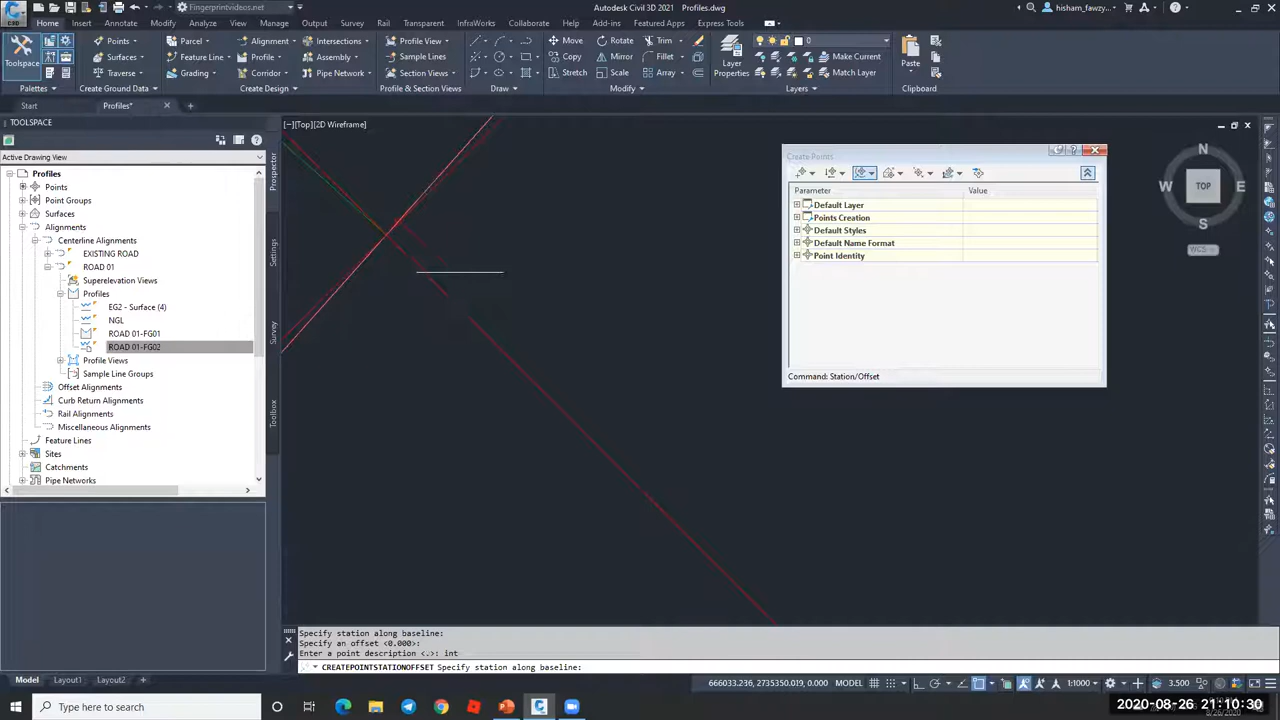 Fingerprintvideos.net
Autodesk Civil 3D 2021 Profiles.dwg
hisham_fawzy...
C3D
Home Insert Annotate Modify Analyze View Manage Output Survey Rail Transparent InfraWorks Collaborate Help Add-ins Featured Apps Express Tools
Toolspace
Points
Surfaces
Traverse
Parcel
Feature Line
Grading
Alignment
Profile
Corridor
Intersections
Assembly
Pipe Network
Profile View
Sample Lines
Section Views
Move
Copy
Stretch
Rotate
Mirror
Scale
Trim
Fillet
Array
Layer
Properties
0
Make Current
Match Layer
Paste
Palettes
Create Ground Data
Create Design
Profile & Section Views
Draw
Modify
Layers
Clipboard
Start
Profiles*
TOOLSPACE
Active Drawing View
Profiles
Points
Point Groups
Surfaces
Alignments
Centerline Alignments
EXISTING ROAD
ROAD 01
Superelevation Views
Profiles
EG2 - Surface (4)
NGL
ROAD 01-FG01
ROAD 01-FG02
Profile Views
Sample Line Groups
Offset Alignments
Curb Return Alignments
Rail Alignments
Miscellaneous Alignments
Feature Lines
Sites
Catchments
Pipe Networks
Prospector
Settings
Survey
Toolbox
[−][Top][2D Wireframe]
Create Points
Parameter Value
Default Layer
Points Creation
Default Styles
Default Name Format
Point Identity
Command: Station/Offset
N
W TOP E
S
WCS
Specify station along baseline:
Specify an offset <0.000>:
Enter a point description <.>: int
CREATEPOINTSTATIONOFFSET Specify station along baseline:
Model Layout1 Layout2 +
666033.236, 2735350.019, 0.000 MODEL
1:1000
3.500
Type here to search
2020-08-26 21:10:30